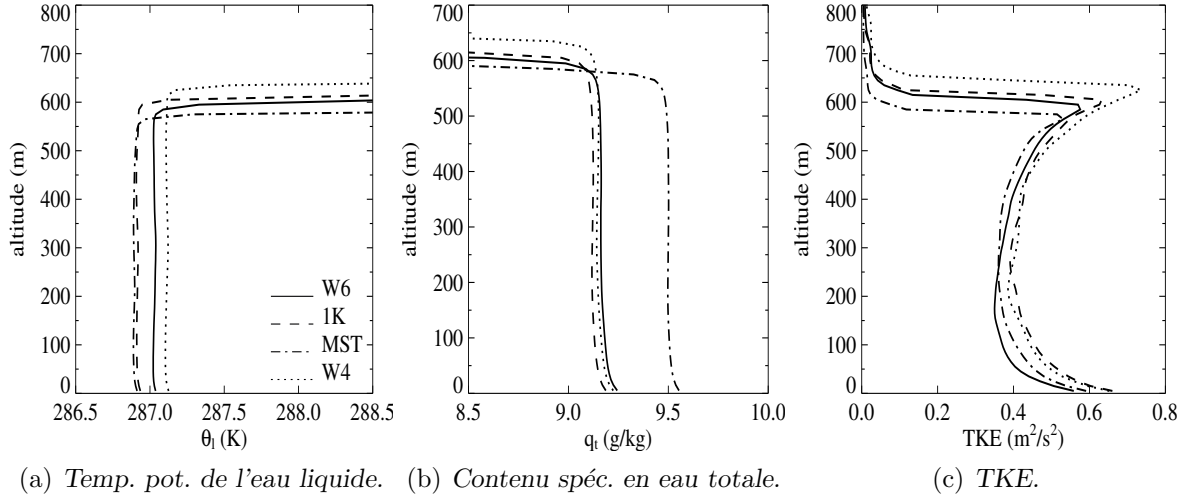 800
700
600
500
400
300
200
100
0
altitude (m)
286.5 287.0 287.5 288.0 288.5
θl (K)
W6
1K
MST
W4
700
600
500
400
300
200
100
0
altitude (m)
8.5 9.0 9.5 10.0
qt (g/kg)
800
700
600
500
400
300
200
100
0
altitude (m)
0.0 0.2 0.4 0.6 0.8
TKE (m²/s²)
(a) Temp. pot. de l'eau liquide.
(b) Contenu spéc. en eau totale.
(c) TKE.